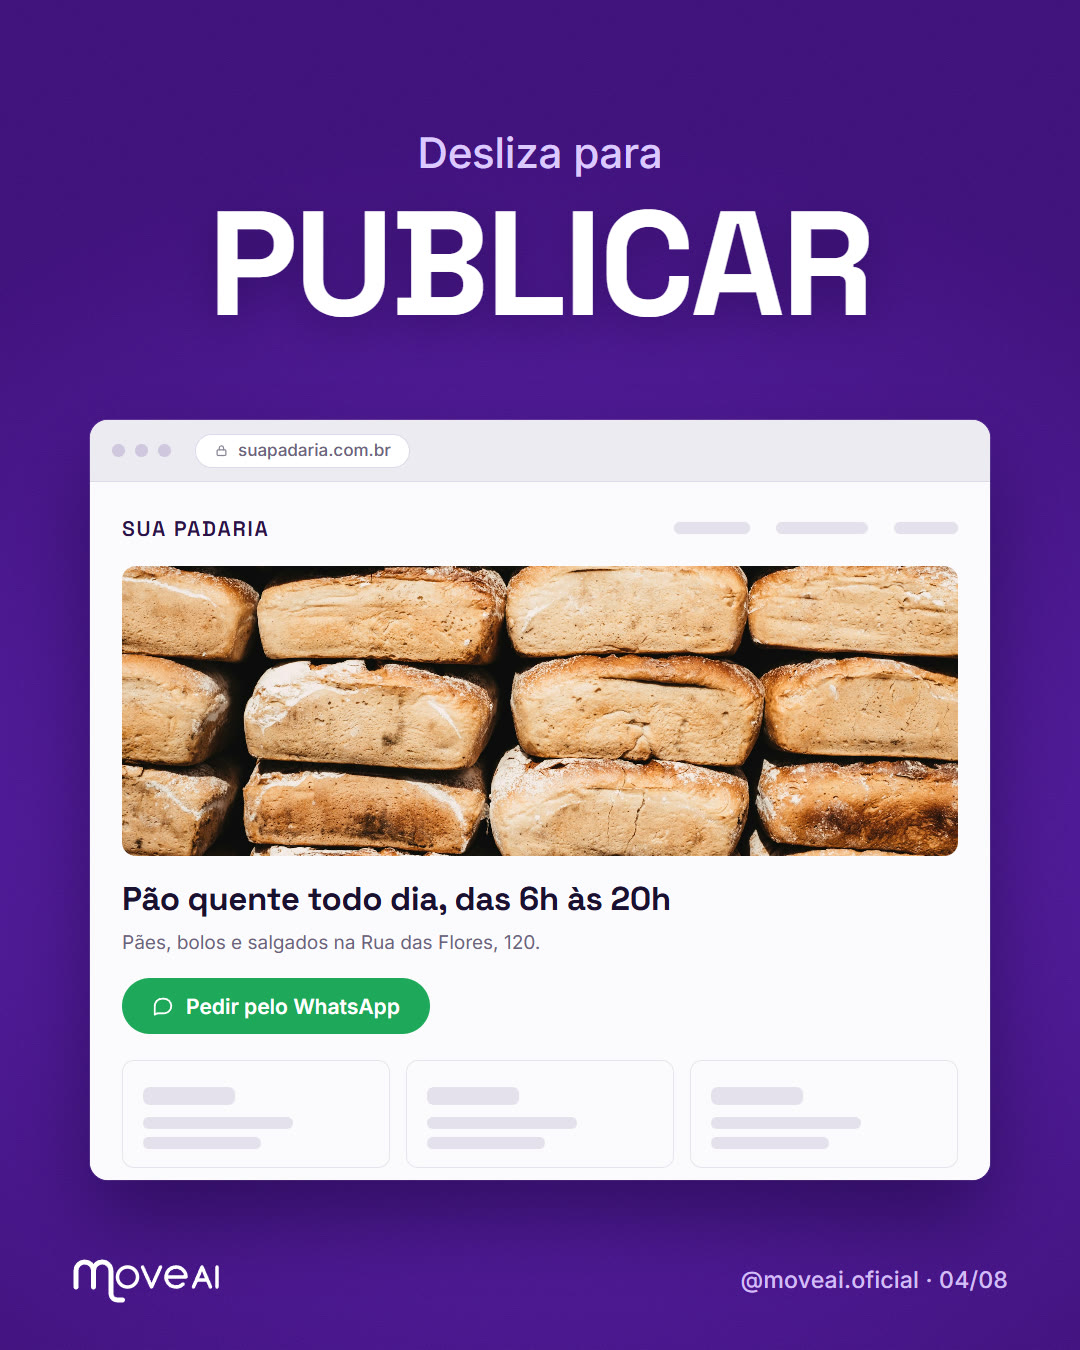 Desliza para
PUBLICAR
suapadaria.com.br
SUA PADARIA
Pão quente todo dia, das 6h às 20h
Pães, bolos e salgados na Rua das Flores, 120.
Pedir pelo WhatsApp
moveAI
@moveai.oficial · 04/08